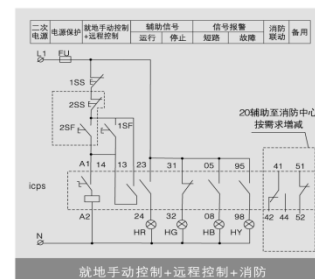 二次电源 电源保护 就地手动控制+远程控制 辅助信号 信号报警 消防联动 备用
运行 停止 短路 故障
L1 FU
1SS
2SS
2SF 1SF
20辅助至消防中心
按需求增减
A1 14 13 23 31 05 95 41 51
icps
A2 24 32 08 98 42 44 52
HR HG HB HY
N
就地手动控制+远程控制+消防